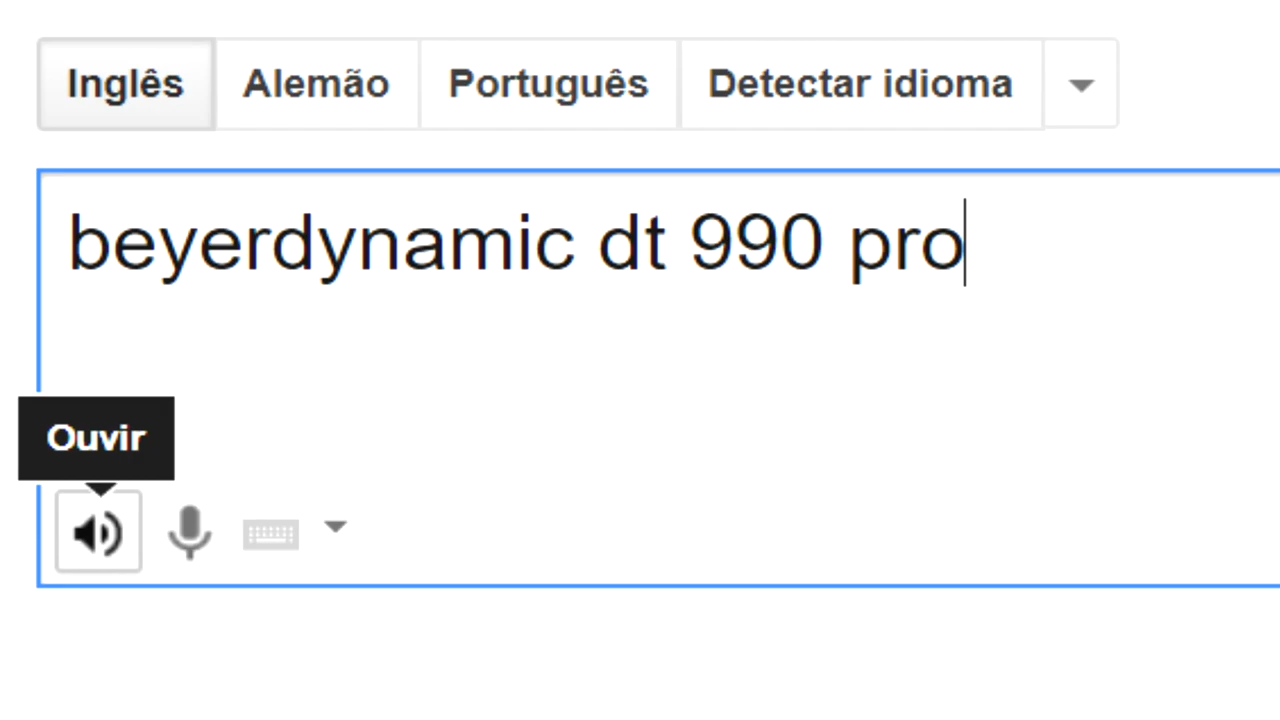 Inglês Alemão Português Detectar idioma
beyerdynamic dt 990 pro
Ouvir